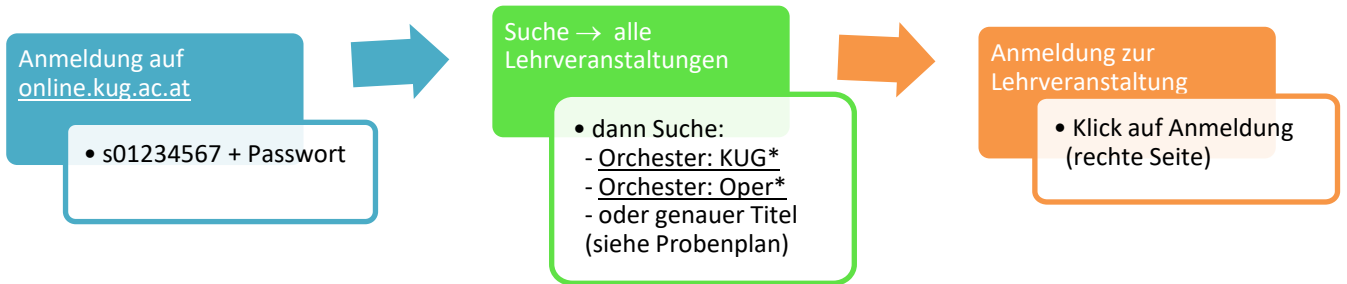 Anmeldung auf
online.kug.ac.at
• s01234567 + Passwort
Suche → alle
Lehrveranstaltungen
• dann Suche:
- Orchester: KUG*
- Orchester: Oper*
- oder genauer Titel
(siehe Probenplan)
Anmeldung zur
Lehrveranstaltung
• Klick auf Anmeldung
(rechte Seite)